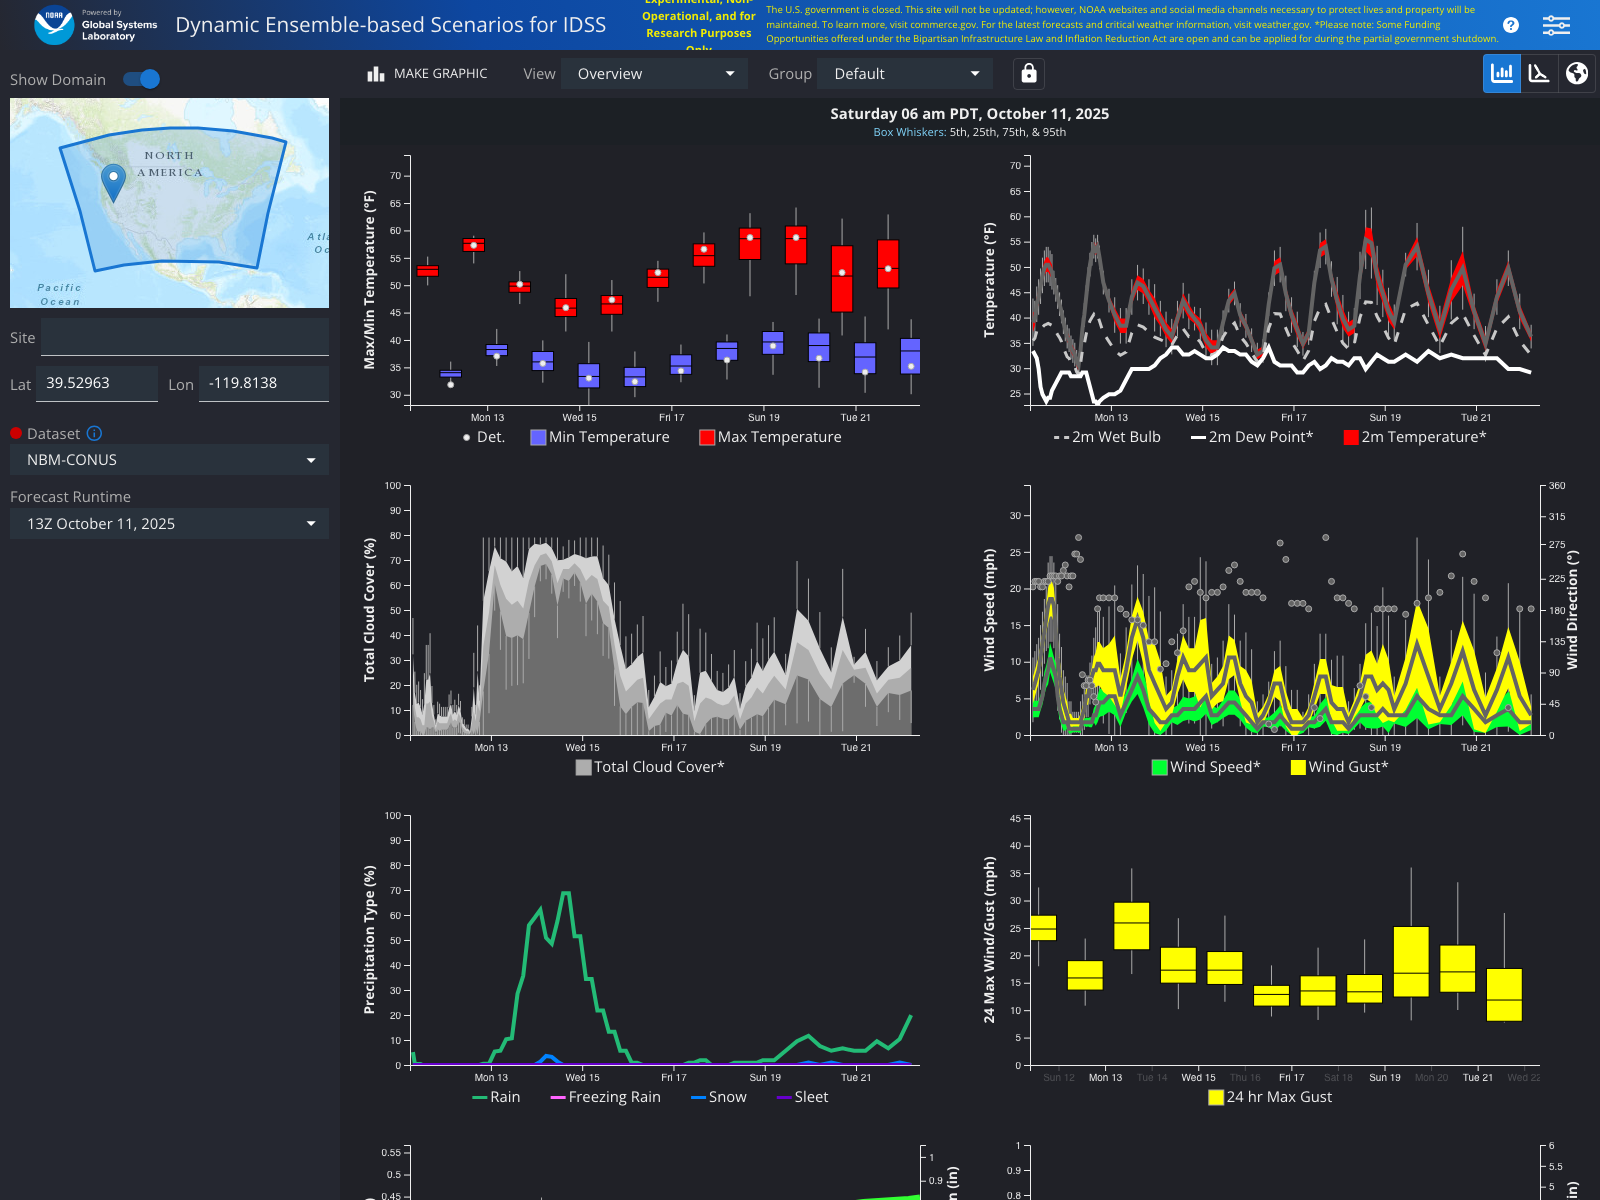 NOAA
Powered by
Global Systems
Laboratory
Dynamic Ensemble-based Scenarios for IDSS
Experimental, Non-
Operational, and for
Research Purposes
Only
The U.S. government is closed. This site will not be updated; however, NOAA websites and social media channels necessary to protect lives and property will be
maintained. To learn more, visit commerce.gov. For the latest forecasts and critical weather information, visit weather.gov. *Please note: Some Funding
Opportunities offered under the Bipartisan Infrastructure Law and Inflation Reduction Act are open and can be applied for during the partial government shutdown.
?
Show Domain
MAKE GRAPHIC
View
Overview
Group
Default
NORTH
AMERICA
Pacific
Ocean
Atla
Oc
Site
Lat
39.52963
Lon
-119.8138
Dataset
NBM-CONUS
Forecast Runtime
13Z October 11, 2025
Saturday 06 am PDT, October 11, 2025
Box Whiskers: 5th, 25th, 75th, & 95th
Max/Min Temperature (°F)
70
65
60
55
50
45
40
35
30
Mon 13
Wed 15
Fri 17
Sun 19
Tue 21
Det.
Min Temperature
Max Temperature
Temperature (°F)
70
65
60
55
50
45
40
35
30
25
Mon 13
Wed 15
Fri 17
Sun 19
Tue 21
2m Wet Bulb
2m Dew Point*
2m Temperature*
Total Cloud Cover (%)
100
90
80
70
60
50
40
30
20
10
0
Mon 13
Wed 15
Fri 17
Sun 19
Tue 21
Total Cloud Cover*
Wind Speed (mph)
30
25
20
15
10
5
0
360
315
275
225
180
135
90
45
0
Wind Direction (°)
Mon 13
Wed 15
Fri 17
Sun 19
Tue 21
Wind Speed*
Wind Gust*
Precipitation Type (%)
100
90
80
70
60
50
40
30
20
10
0
Mon 13
Wed 15
Fri 17
Sun 19
Tue 21
Rain
Freezing Rain
Snow
Sleet
24 Max Wind/Gust (mph)
45
40
35
30
25
20
15
10
5
0
Sun 12
Mon 13
Tue 14
Wed 15
Thu 16
Fri 17
Sat 18
Sun 19
Mon 20
Tue 21
Wed 22
24 hr Max Gust
0.55
0.5
0.45
1
0.9
n (in)
1
0.9
0.8
6
5.5
5
in)